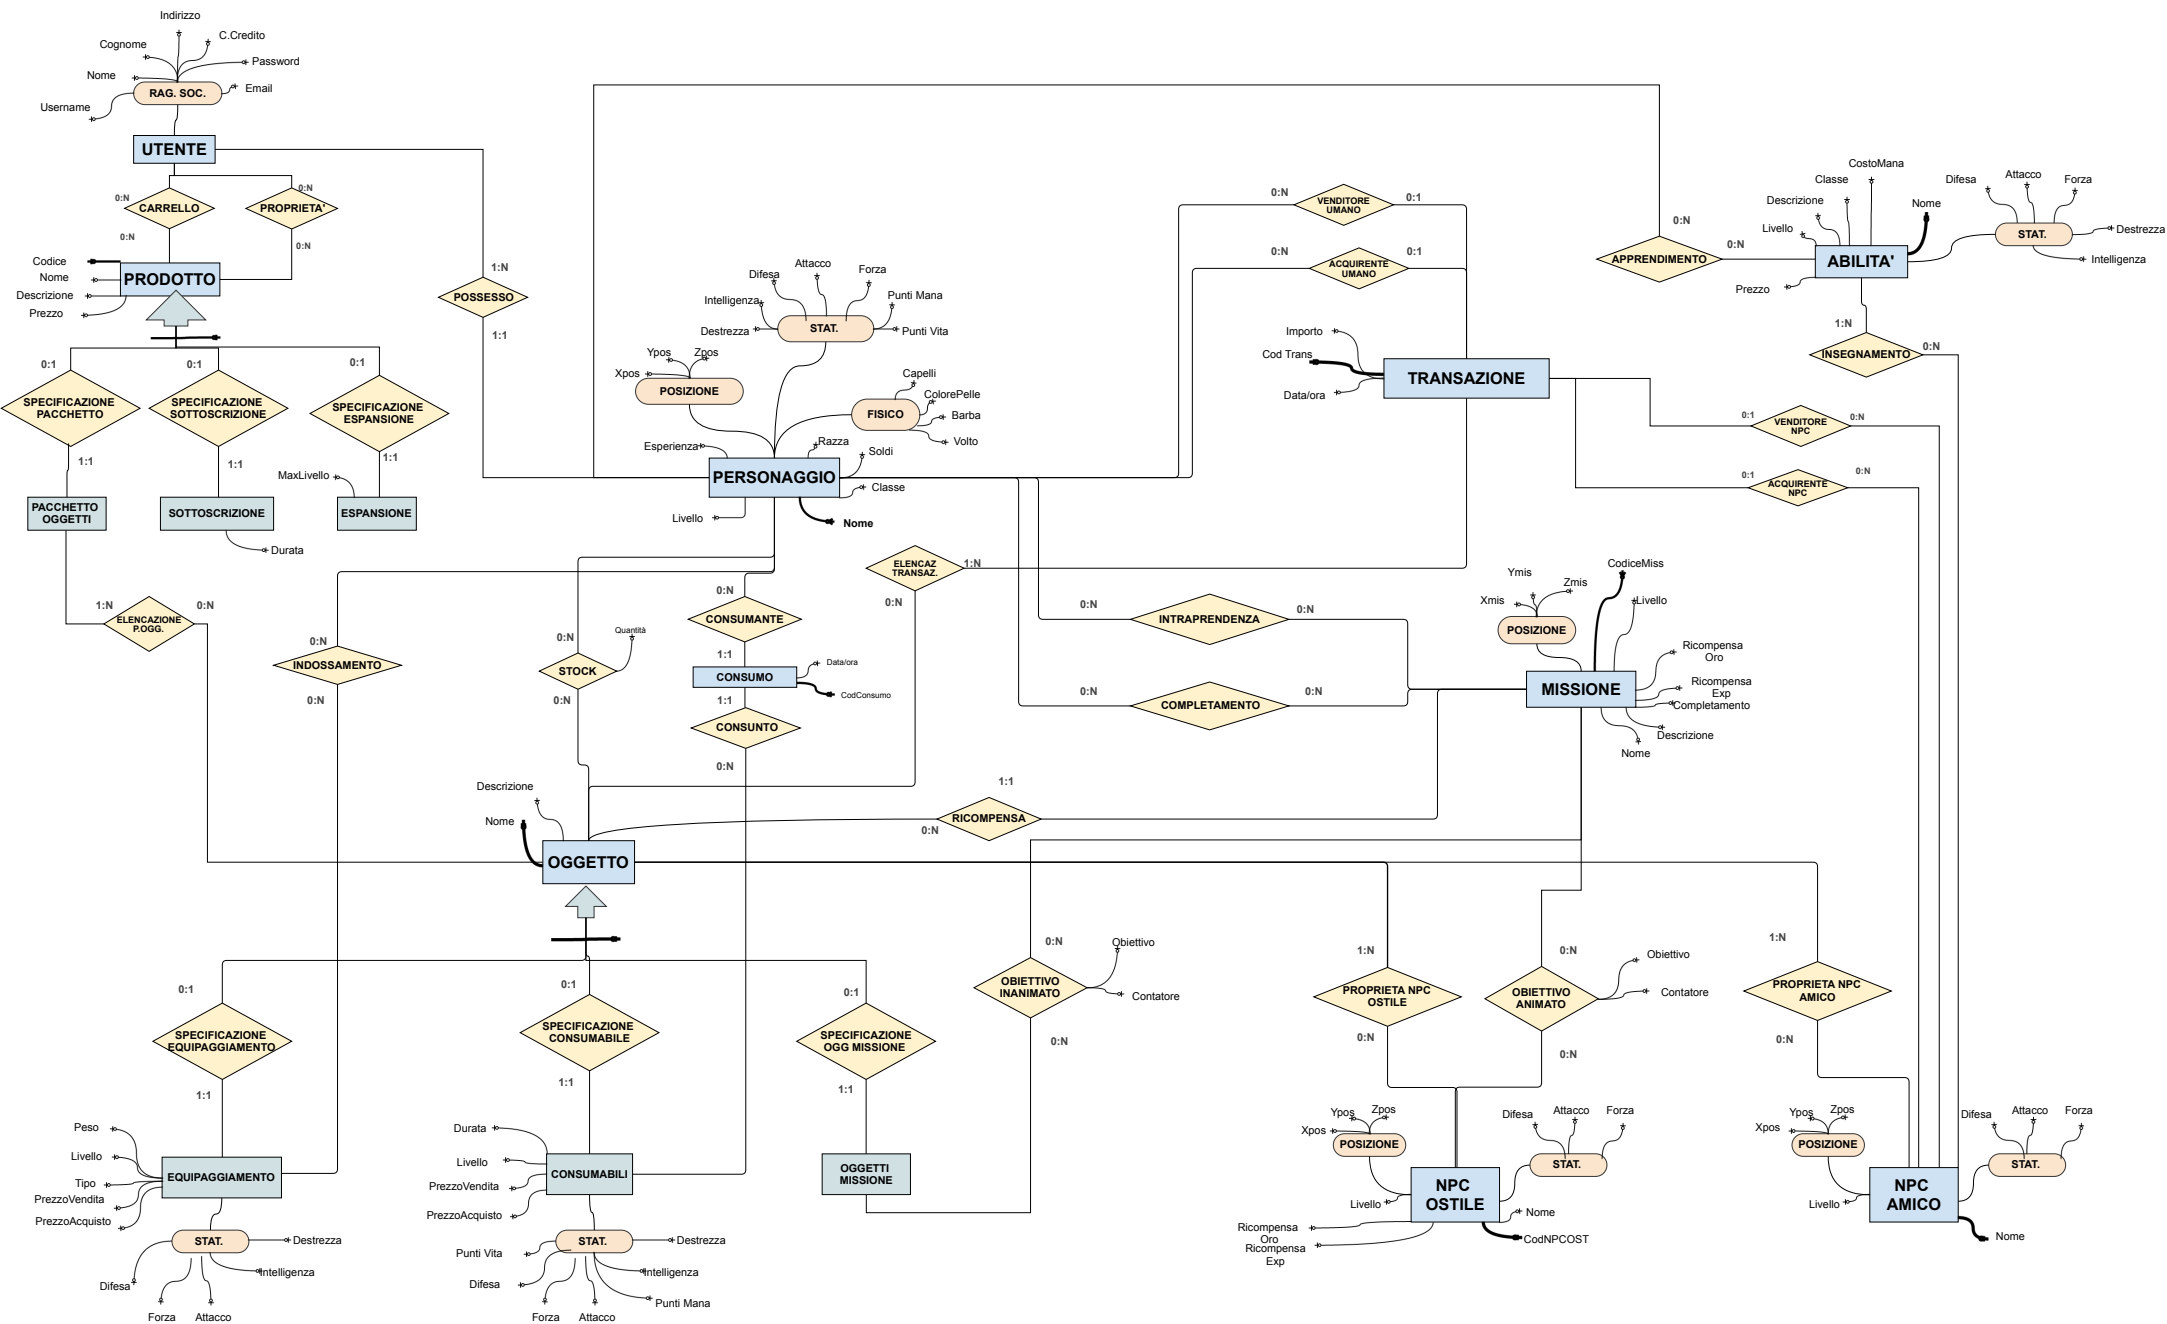 Indirizzo
C.Credito
Cognome
Password
Nome
Email
RAG. SOC.
Username
UTENTE
0:N
0:N
CARRELLO
PROPRIETA'
0:N
0:N
Codice
Nome
PRODOTTO
Descrizione
Prezzo
0:1
0:1
0:1
SPECIFICAZIONE
PACCHETTO
SPECIFICAZIONE
SOTTOSCRIZIONE
SPECIFICAZIONE
ESPANSIONE
1:1
1:1
1:1
MaxLivello
PACCHETTO
OGGETTI
SOTTOSCRIZIONE
ESPANSIONE
Durata
1:N
0:N
ELENCAZIONE
P.OGG.
1:N
POSSESSO
1:1
Difesa
Attacco
Forza
Intelligenza
Punti Mana
Destrezza
STAT.
Punti Vita
Ypos
Zpos
Xpos
POSIZIONE
Capelli
ColorePelle
FISICO
Barba
Volto
Esperienza
Razza
Soldi
PERSONAGGIO
Classe
Livello
Nome
0:N
VENDITORE
UMANO
0:1
0:N
ACQUIRENTE
UMANO
0:1
Importo
Cod Trans
Data/ora
TRANSAZIONE
0:N
APPRENDIMENTO
0:N
CostoMana
Classe
Descrizione
Nome
Livello
ABILITA'
Prezzo
Difesa
Attacco
Forza
STAT.
Destrezza
Intelligenza
1:N
INSEGNAMENTO
0:N
0:1
VENDITORE
NPC
0:N
0:1
ACQUIRENTE
NPC
0:N
ELENCAZ
TRANSAZ.
1:N
0:N
0:N
INDOSSAMENTO
0:N
0:N
Quantità
STOCK
0:N
0:N
CONSUMANTE
1:1
Data/ora
CONSUMO
CodConsumo
1:1
CONSUNTO
0:N
0:N
INTRAPRENDENZA
0:N
0:N
COMPLETAMENTO
0:N
CodiceMiss
Ymis
Zmis
Xmis
Livello
POSIZIONE
Ricompensa
Oro
MISSIONE
Ricompensa
Exp
Completamento
Descrizione
Nome
1:1
RICOMPENSA
0:N
Descrizione
Nome
OGGETTO
0:1
0:1
0:1
SPECIFICAZIONE
EQUIPAGGIAMENTO
SPECIFICAZIONE
CONSUMABILE
SPECIFICAZIONE
OGG MISSIONE
1:1
1:1
1:1
Peso
Livello
Tipo
PrezzoVendita
PrezzoAcquisto
EQUIPAGGIAMENTO
STAT.
Destrezza
Intelligenza
Difesa
Forza
Attacco
Durata
Livello
PrezzoVendita
PrezzoAcquisto
CONSUMABILI
STAT.
Destrezza
Punti Vita
Intelligenza
Difesa
Punti Mana
Forza
Attacco
OGGETTI
MISSIONE
0:N
Obiettivo
OBIETTIVO
INANIMATO
Contatore
0:N
1:N
PROPRIETA NPC
OSTILE
0:N
0:N
Obiettivo
OBIETTIVO
ANIMATO
Contatore
0:N
1:N
PROPRIETA NPC
AMICO
0:N
Ypos
Zpos
Xpos
POSIZIONE
Difesa
Attacco
Forza
STAT.
Livello
NPC
OSTILE
Nome
Ricompensa
Oro
Ricompensa
Exp
CodNPCOST
Ypos
Zpos
Xpos
POSIZIONE
Difesa
Attacco
Forza
STAT.
Livello
NPC
AMICO
Nome